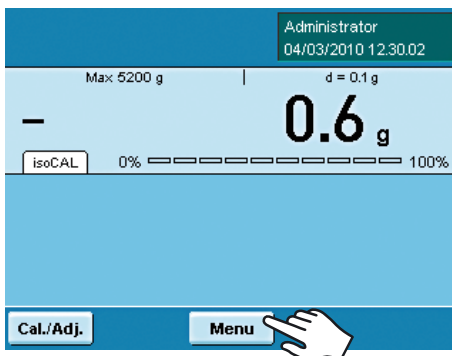 Administrator
04/03/2010 12.30.02
Max 5200 g d = 0.1 g
– 0.6 g
isoCAL 0% 100%
Cal./Adj. Menu